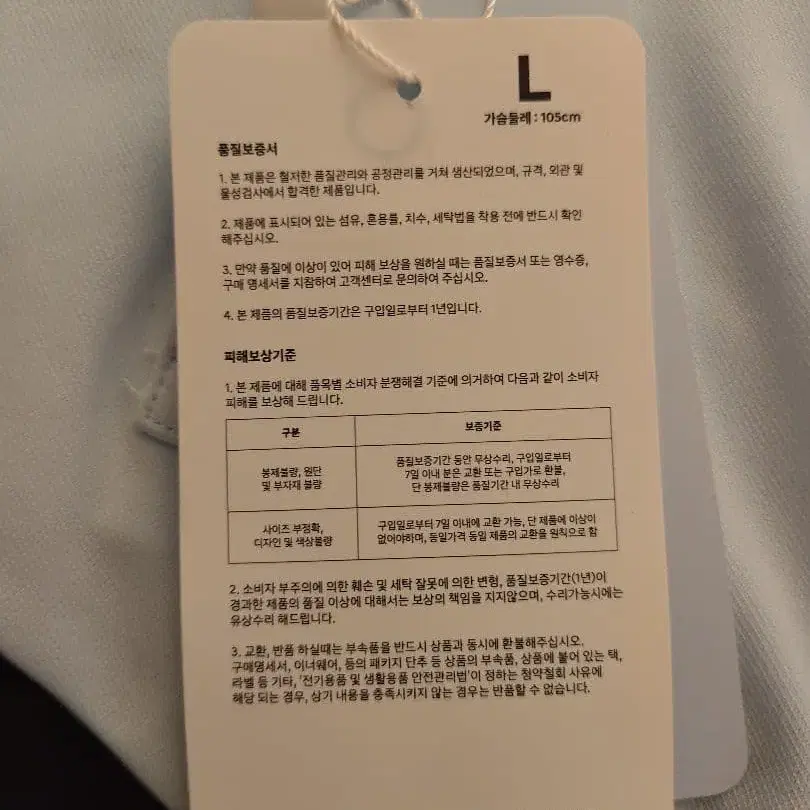 L
가슴둘레 : 105cm
품질보증서
1. 본 제품은 철저한 품질관리와 공정관리를 거쳐 생산되었으며, 규격, 외관 및
물성검사에서 합격한 제품입니다.
2. 제품에 표시되어 있는 섬유, 혼용률, 치수, 세탁법을 착용 전에 반드시 확인
해주십시오.
3. 만약 품질에 이상이 있어 피해 보상을 원하실 때는 품질보증서 또는 영수증,
구매 명세서를 지참하여 고객센터로 문의하여 주십시오.
4. 본 제품의 품질보증기간은 구입일로부터 1년입니다.
피해보상기준
1. 본 제품에 대해 품목별 소비자 분쟁해결 기준에 의거하여 다음과 같이 소비자
피해를 보상해 드립니다.
구분
보증기준
봉제불량, 원단
및 부자재 불량
품질보증기간 동안 무상수리, 구입일로부터
7일 이내 분은 교환 또는 구입가로 환불,
단 봉제불량은 품질기간 내 무상수리
사이즈 부정확,
디자인 및 색상불량
구입일로부터 7일 이내에 교환 가능, 단 제품에 이상이
없어야하며, 동일가격 동일 제품의 교환을 원칙으로 함
2. 소비자 부주의에 의한 훼손 및 세탁 잘못에 의한 변형, 품질보증기간(1년)이
경과한 제품의 품질 이상에 대해서는 보상의 책임을 지지않으며, 수리가능시에는
유상수리 해드립니다.
3. 교환, 반품 하실때는 부속품을 반드시 상품과 동시에 환불해주십시오.
구매명세서, 이너웨어, 등의 패키지 단추 등 상품의 부속품, 상품에 붙어 있는 택,
라벨 등 기타, '전기용품 및 생활용품 안전관리법'이 정하는 청약철회 사유에
해당 되는 경우, 상기 내용을 충족시키지 않는 경우는 반품할 수 없습니다.